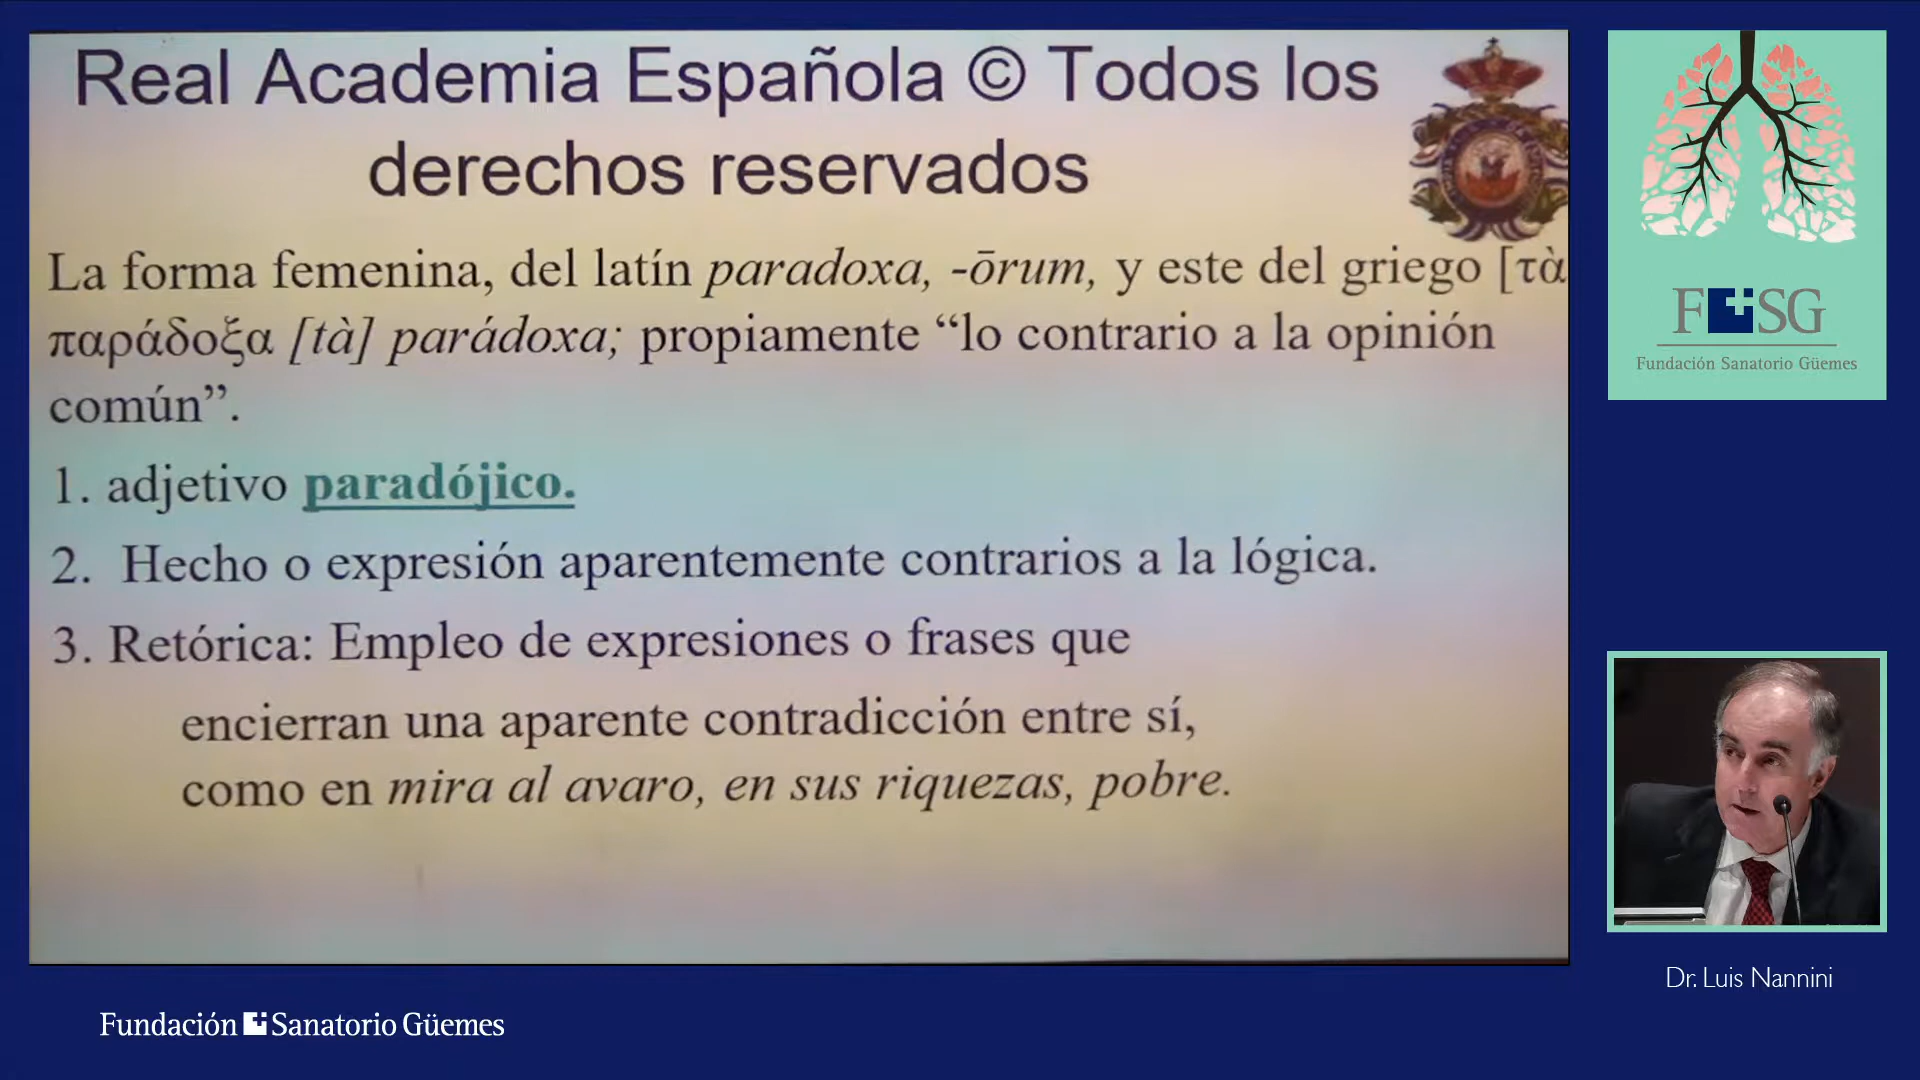 Real Academia Española © Todos los
derechos reservados
La forma femenina, del latín paradoxa, -ōrum, y este del griego [τὰ
παράδοξα [tà] parádoxa; propiamente “lo contrario a la opinión
común”.
1. adjetivo paradójico.
2. Hecho o expresión aparentemente contrarios a la lógica.
3. Retórica: Empleo de expresiones o frases que
encierran una aparente contradicción entre sí,
como en mira al avaro, en sus riquezas, pobre.
FSG
Fundación Sanatorio Güemes
Dr. Luis Nannini
Fundación Sanatorio Güemes